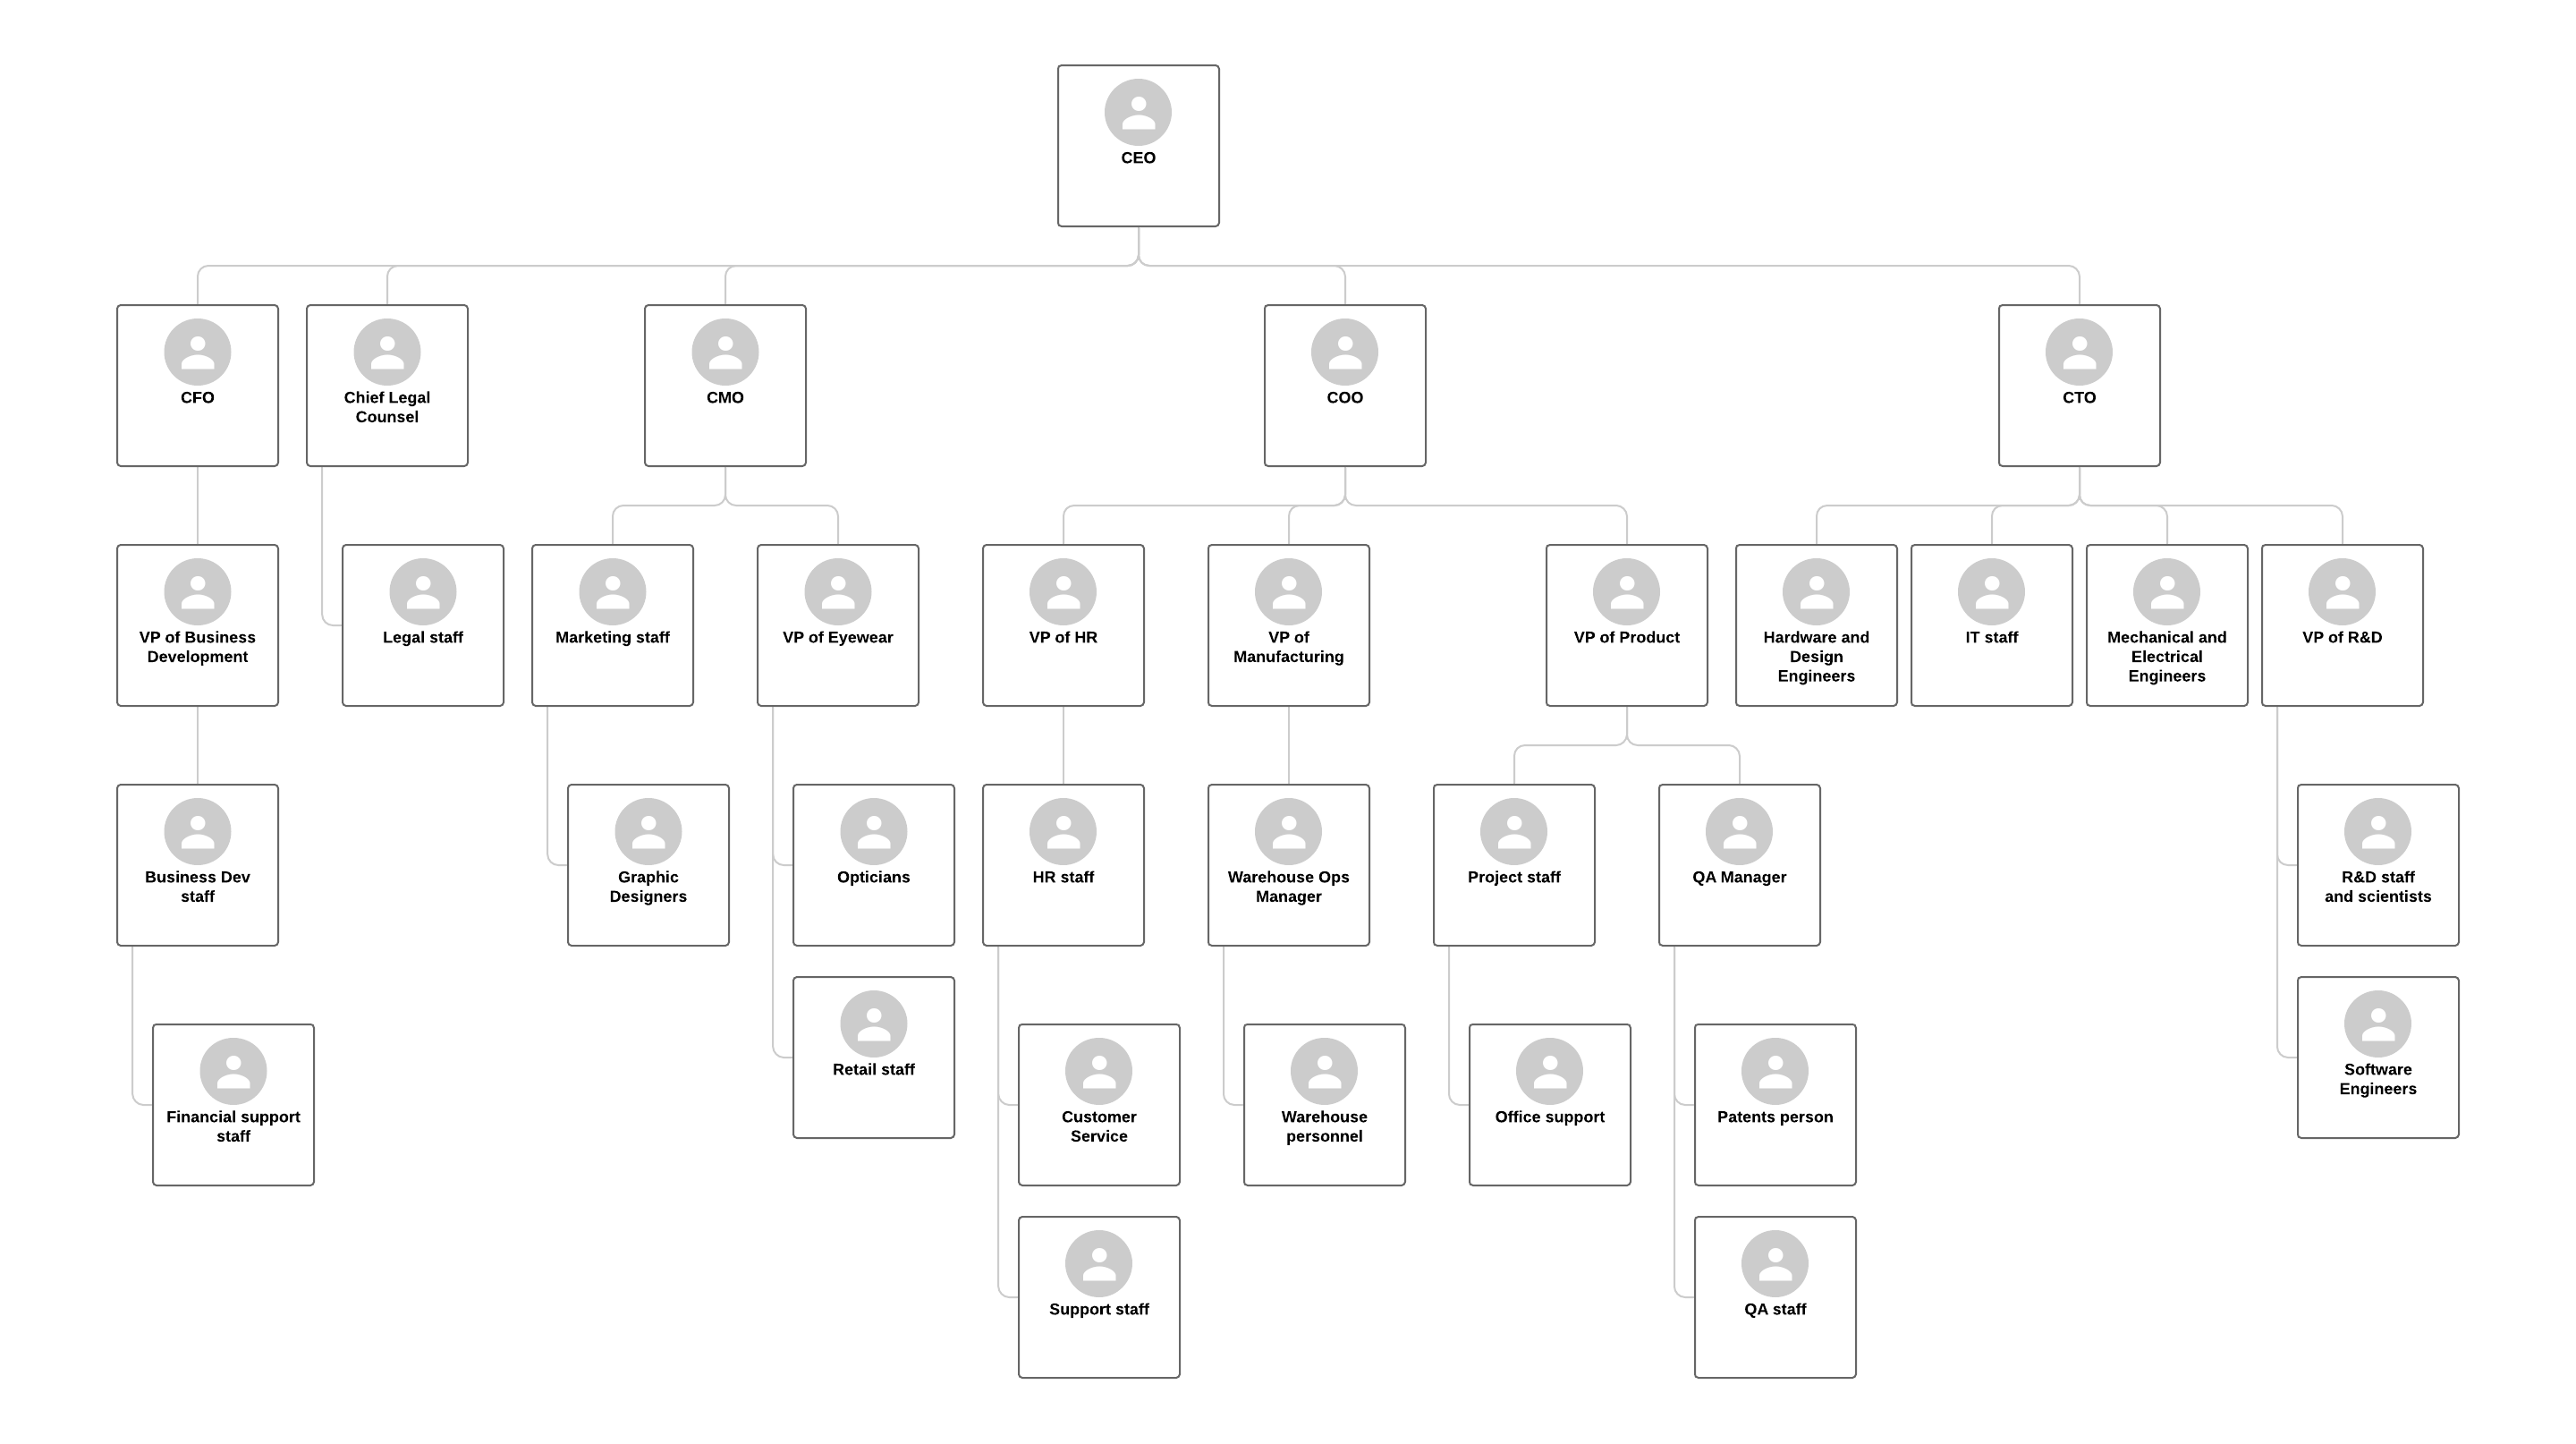 CEO
CFO
Chief Legal
Counsel
CMO
COO
CTO
VP of Business
Development
Legal staff
Marketing staff
VP of Eyewear
VP of HR
VP of
Manufacturing
VP of Product
Hardware and
Design
Engineers
IT staff
Mechanical and
Electrical
Engineers
VP of R&D
Business Dev
staff
Graphic
Designers
Opticians
HR staff
Warehouse Ops
Manager
Project staff
QA Manager
R&D staff
and scientists
Retail staff
Software
Engineers
Financial support
staff
Customer
Service
Warehouse
personnel
Office support
Patents person
Support staff
QA staff